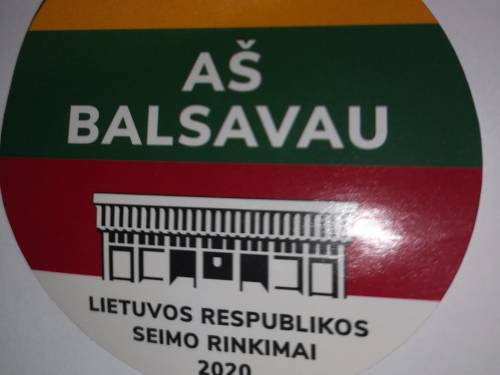 AŠ
BALSAVAU
LIETUVOS RESPUBLIKOS
SEIMO RINKIMAI
2020